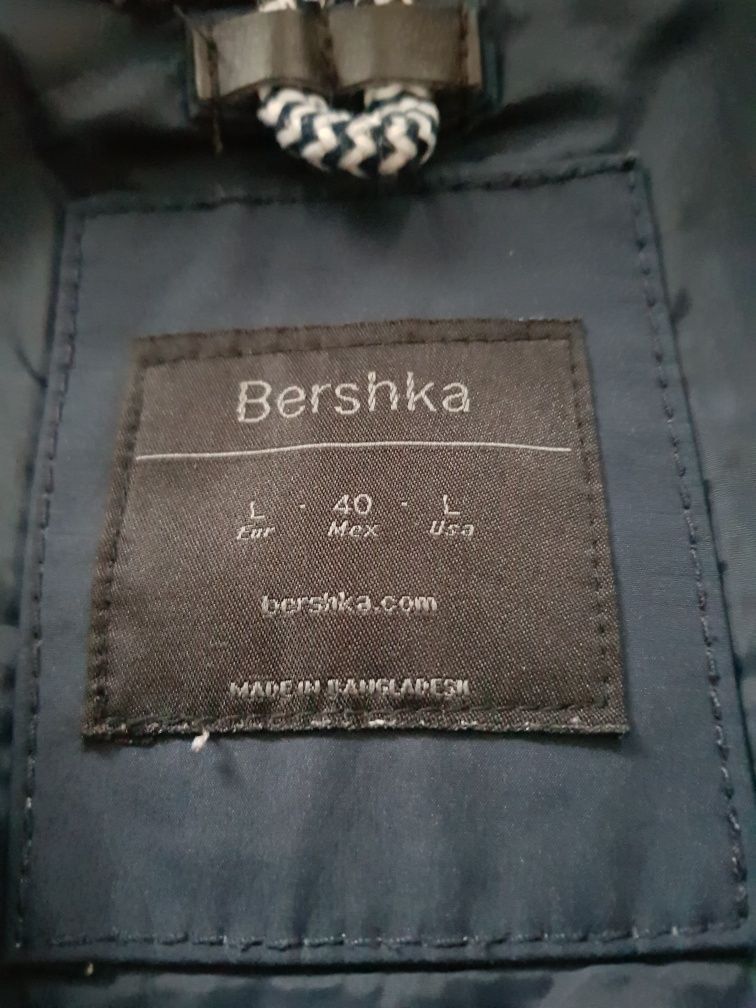 Bershka
L - 40 - L
Eur Mex Usa
bershka.com
MADE IN BANGLADESH